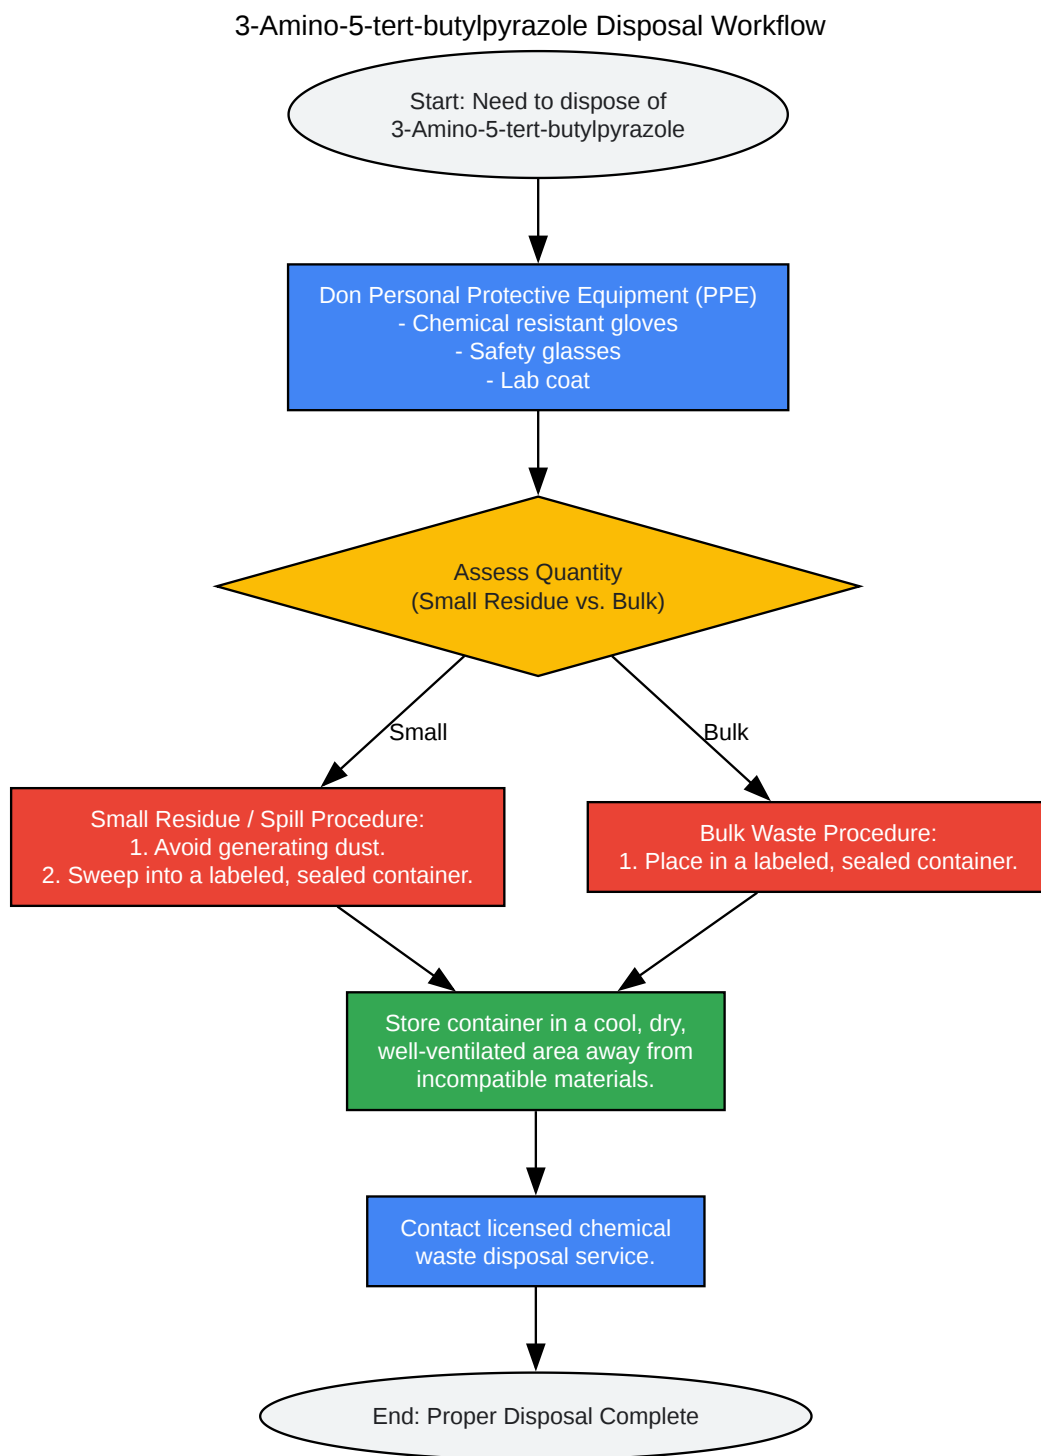 3-Amino-5-tert-butylpyrazole Disposal Workflow
Start: Need to dispose of
3-Amino-5-tert-butylpyrazole
Don Personal Protective Equipment (PPE)
- Chemical resistant gloves
- Safety glasses
- Lab coat
Assess Quantity
(Small Residue vs. Bulk)
Small
Bulk
Small Residue / Spill Procedure:
1. Avoid generating dust.
2. Sweep into a labeled, sealed container.
Bulk Waste Procedure:
1. Place in a labeled, sealed container.
Store container in a cool, dry,
well-ventilated area away from
incompatible materials.
Contact licensed chemical
waste disposal service.
End: Proper Disposal Complete